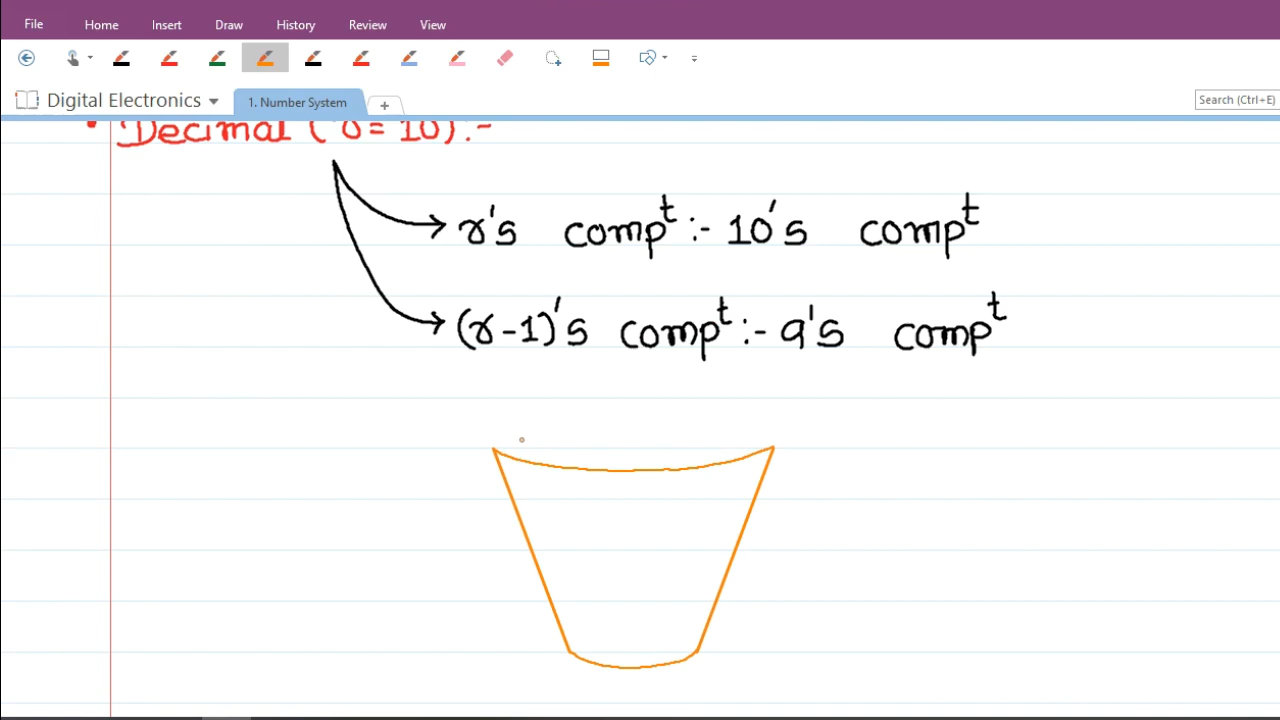 File Home Insert Draw History Review View
Digital Electronics 1. Number System +
Search (Ctrl+E)
• Decimal (r = 10) :-
r's compᵗ :- 10's compᵗ
(r-1)'s compᵗ :- 9's compᵗ